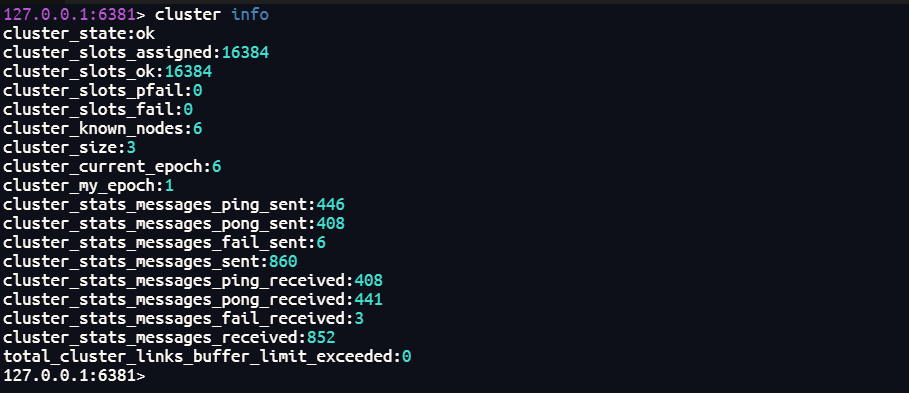 127.0.0.1:6381> cluster info
cluster_state:ok
cluster_slots_assigned:16384
cluster_slots_ok:16384
cluster_slots_pfail:0
cluster_slots_fail:0
cluster_known_nodes:6
cluster_size:3
cluster_current_epoch:6
cluster_my_epoch:1
cluster_stats_messages_ping_sent:446
cluster_stats_messages_pong_sent:408
cluster_stats_messages_fail_sent:6
cluster_stats_messages_sent:860
cluster_stats_messages_ping_received:408
cluster_stats_messages_pong_received:441
cluster_stats_messages_fail_received:3
cluster_stats_messages_received:852
total_cluster_links_buffer_limit_exceeded:0
127.0.0.1:6381>